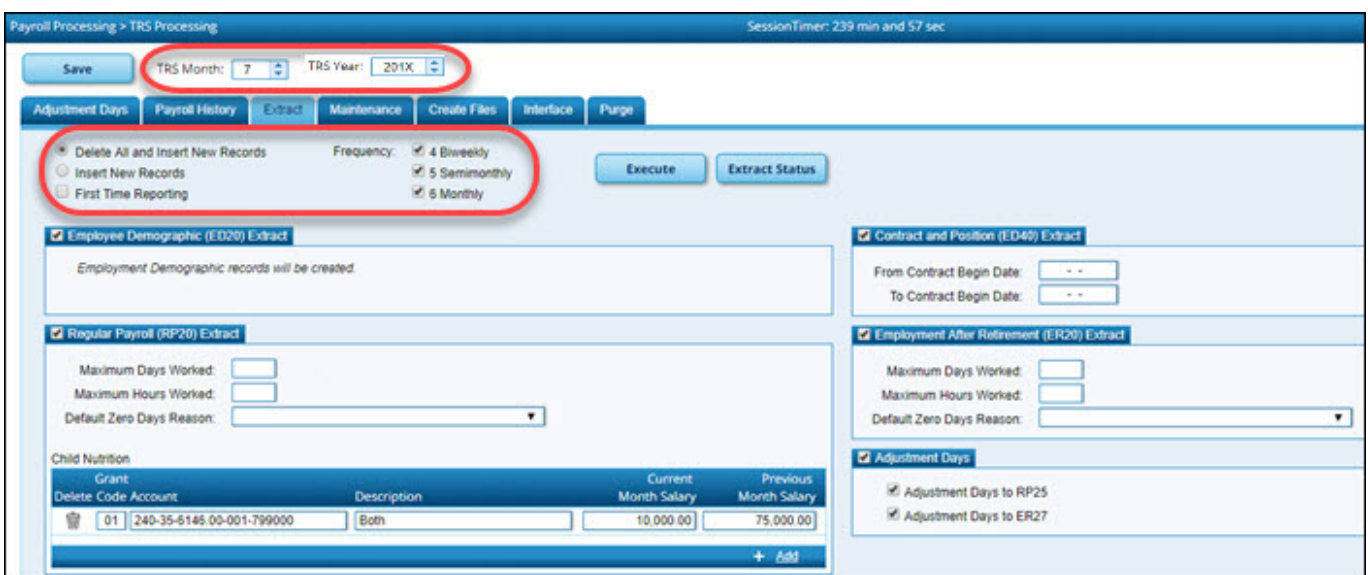 Payroll Processing > TRS Processing SessionTimer: 239 min and 57 sec
Save TRS Month: 7 TRS Year: 201X
Adjustment Days Payroll History Extract Maintenance Create Files Interface Purge
Delete All and Insert New Records Frequency: 4 Biweekly
Insert New Records 5 Semimonthly
First Time Reporting 6 Monthly
Execute Extract Status
Employee Demographic (ED20) Extract
Employment Demographic records will be created.
Contract and Position (ED40) Extract
From Contract Begin Date: - -
To Contract Begin Date: - -
Regular Payroll (RP20) Extract
Maximum Days Worked:
Maximum Hours Worked:
Default Zero Days Reason:
Employment After Retirement (ER20) Extract
Maximum Days Worked:
Maximum Hours Worked:
Default Zero Days Reason:
Child Nutrition
Grant Current Previous
Delete Code Account Description Month Salary Month Salary
01 240-35-6146.00-001-799000 Both 10,000.00 75,000.00
+ Add
Adjustment Days
Adjustment Days to RP25
Adjustment Days to ER27